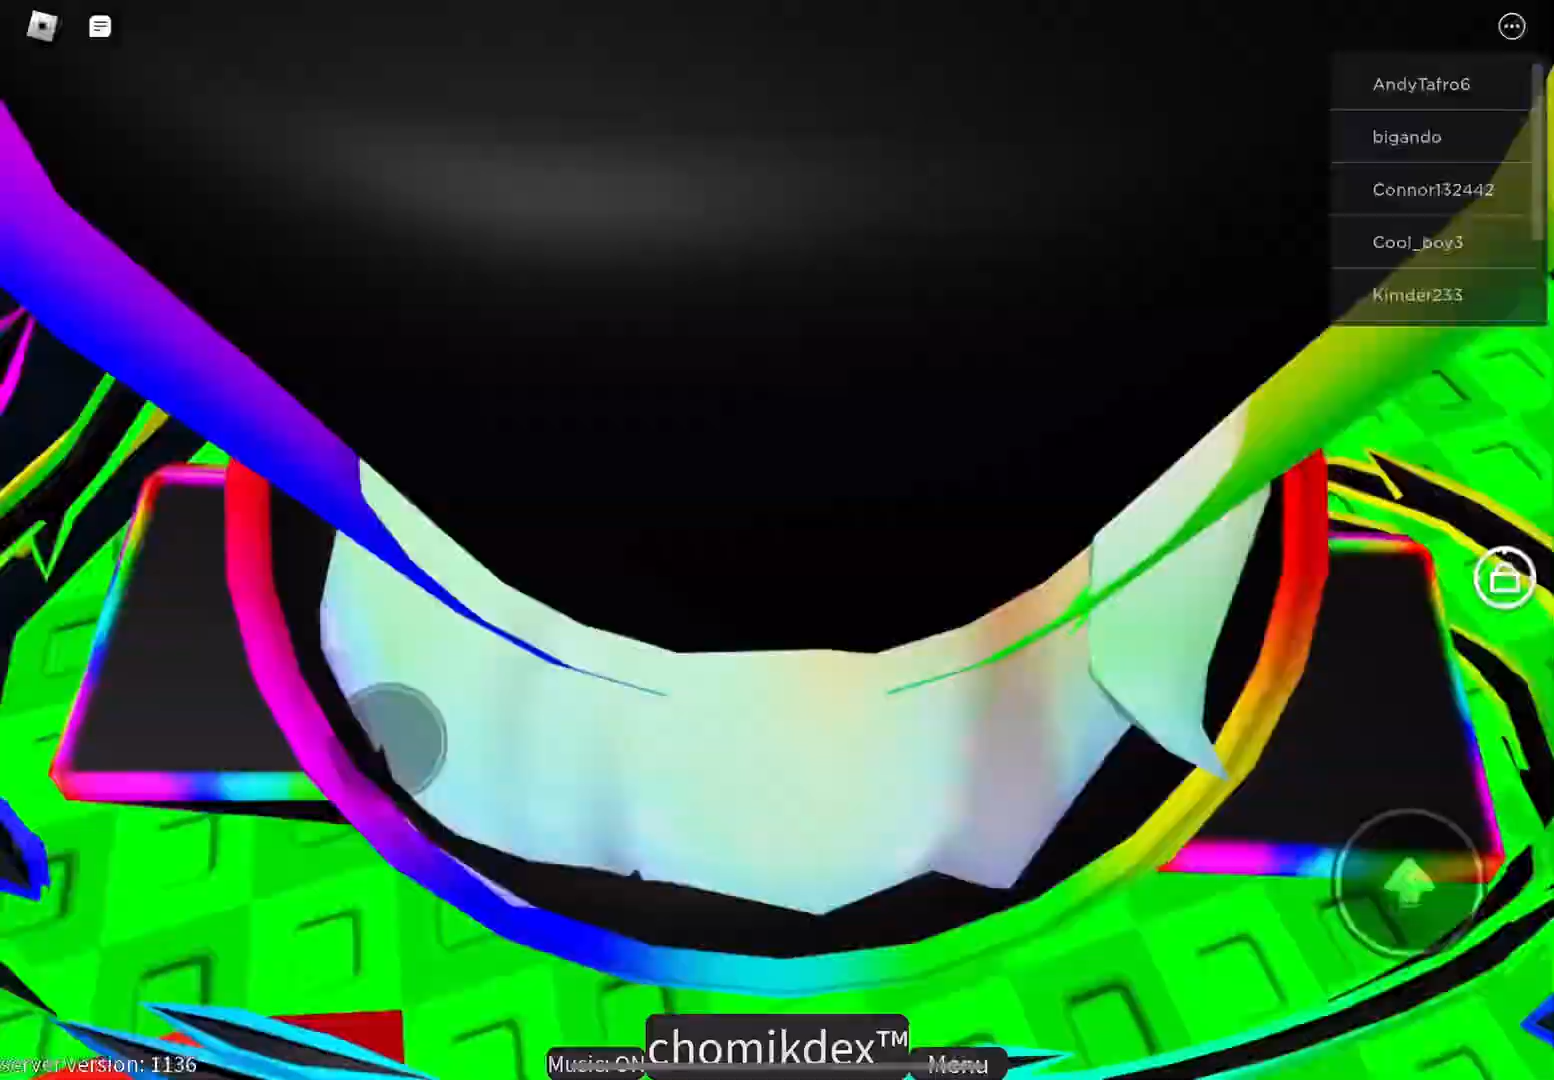 AndyTafro6
bigando
Connor132442
Cool_boy3
Kimder233
server Version: 1136
Music: ON
chomikdex™
Menu